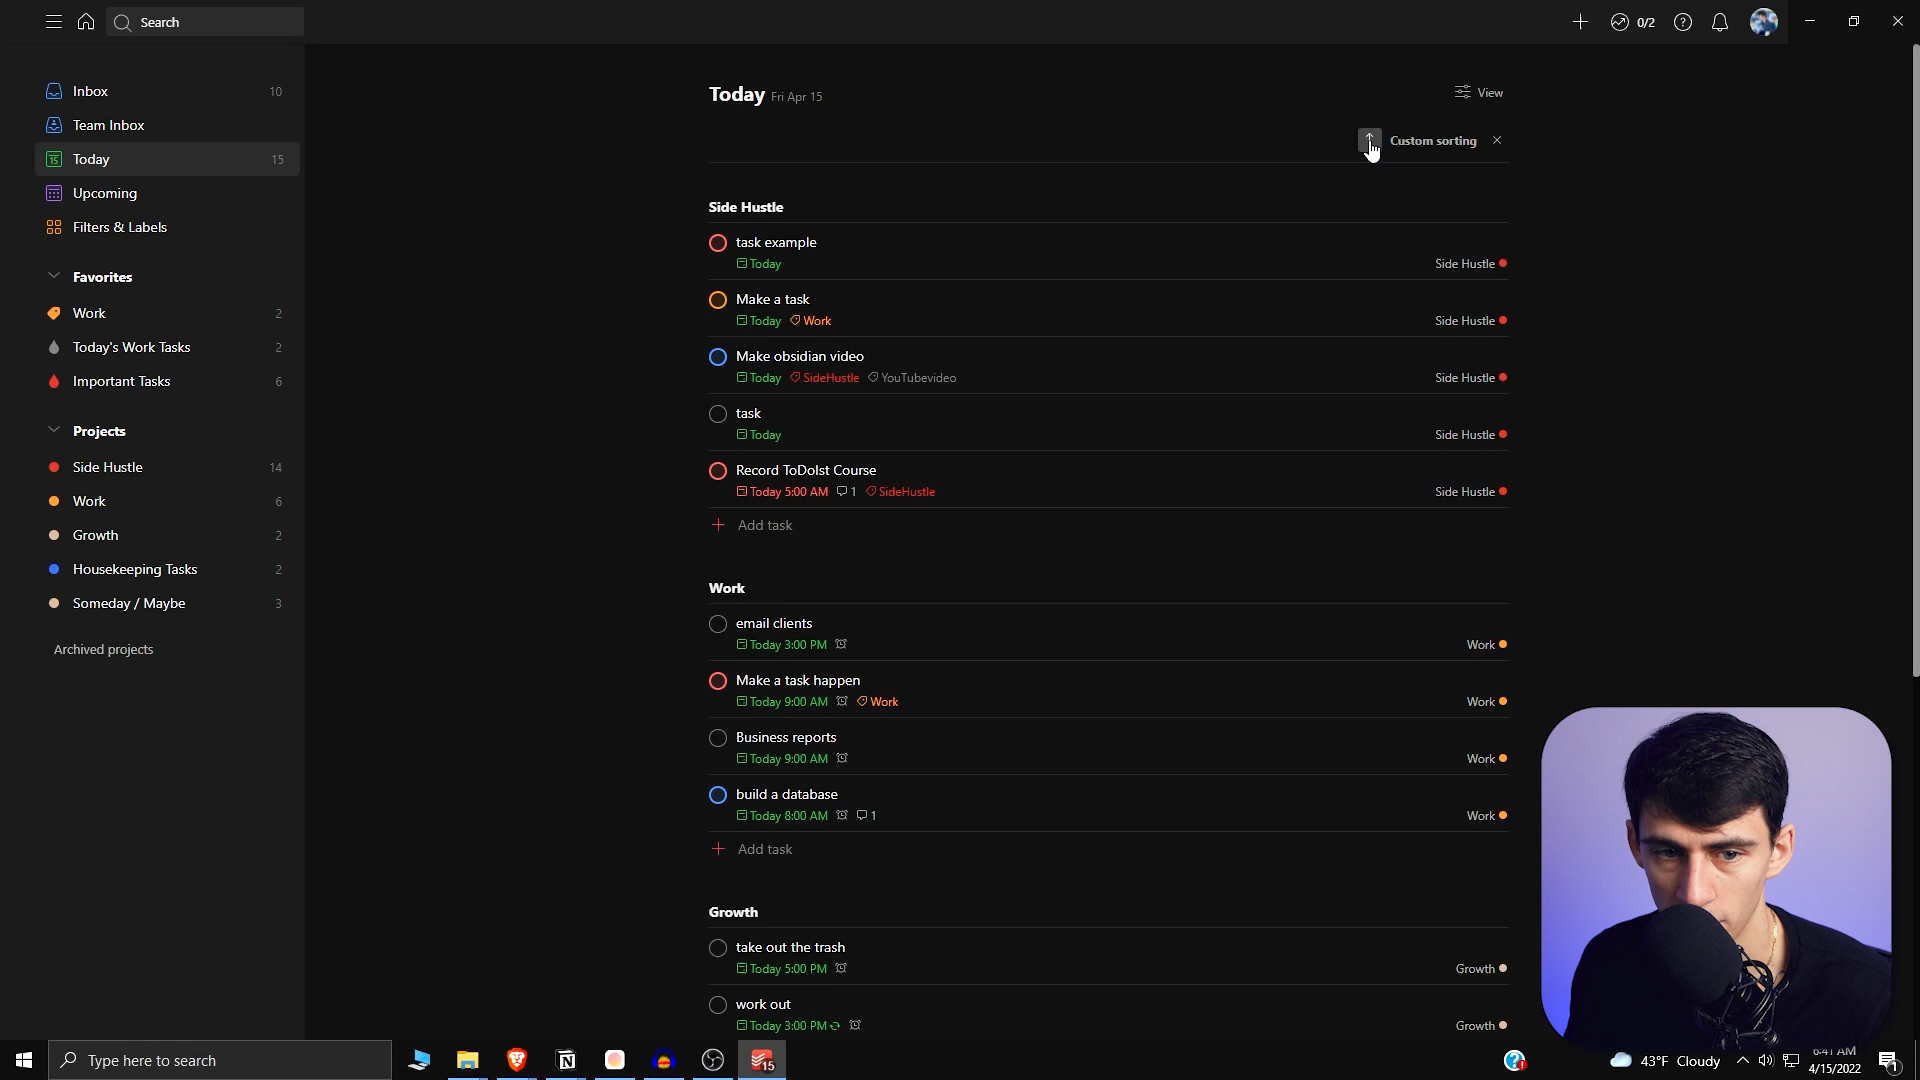 Search
0/2
Inbox 10
Team Inbox
15 Today 15
Upcoming
Filters & Labels
Favorites
Work 2
Today's Work Tasks 2
Important Tasks 6
Projects
Side Hustle 14
Work 6
Growth 2
Housekeeping Tasks 2
Someday / Maybe 3
Archived projects
Today Fri Apr 15
View
Custom sorting
Side Hustle
task example
Today Side Hustle
Make a task
Today Work Side Hustle
Make obsidian video
Today SideHustle YouTubevideo Side Hustle
task
Today Side Hustle
Record ToDoIst Course
Today 5:00 AM 1 SideHustle Side Hustle
Add task
Work
email clients
Today 3:00 PM Work
Make a task happen
Today 9:00 AM Work Work
Business reports
Today 9:00 AM Work
build a database
Today 8:00 AM 1 Work
Add task
Growth
take out the trash
Today 5:00 PM Growth
work out
Today 3:00 PM Growth
Type here to search
15
43°F Cloudy
6:41 AM
4/15/2022
1